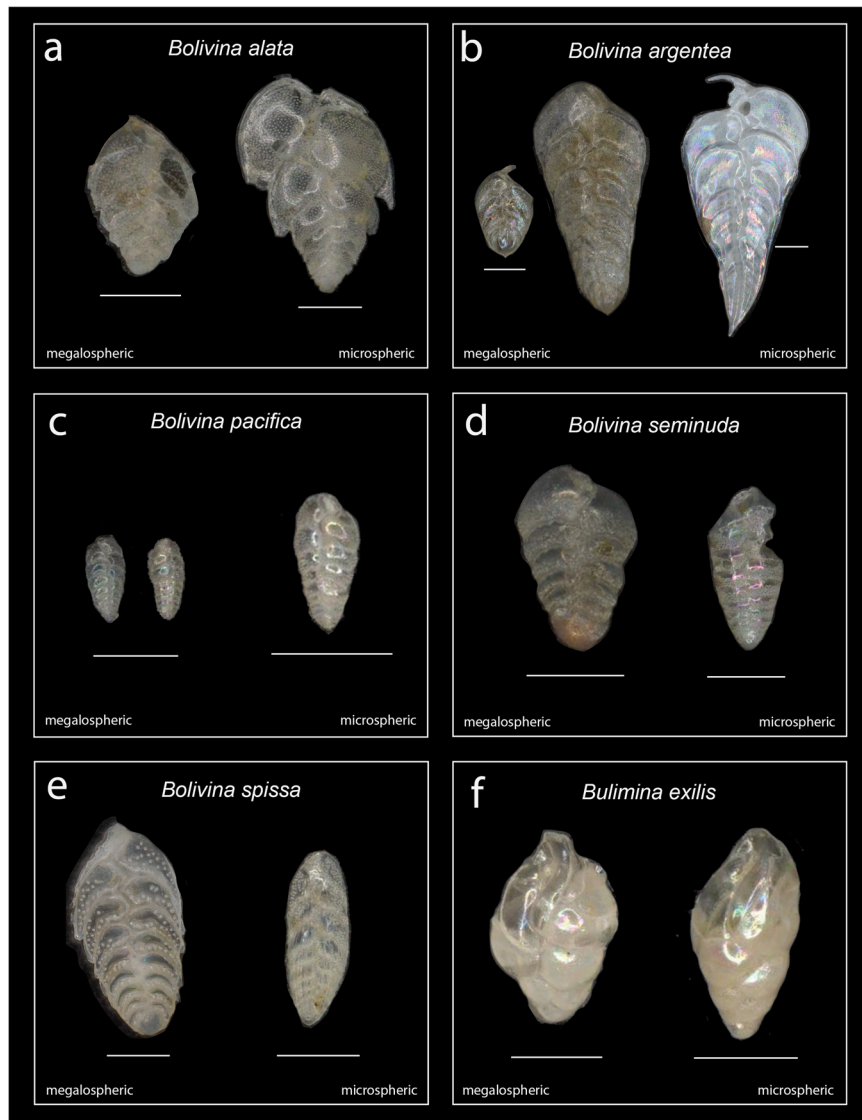 a
Bolivina alata
megalospheric
microspheric
b
Bolivina argentea
megalospheric
microspheric
c
Bolivina pacifica
megalospheric
microspheric
d
Bolivina seminuda
megalospheric
microspheric
e
Bolivina spissa
megalospheric
microspheric
f
Bulimina exilis
megalospheric
microspheric